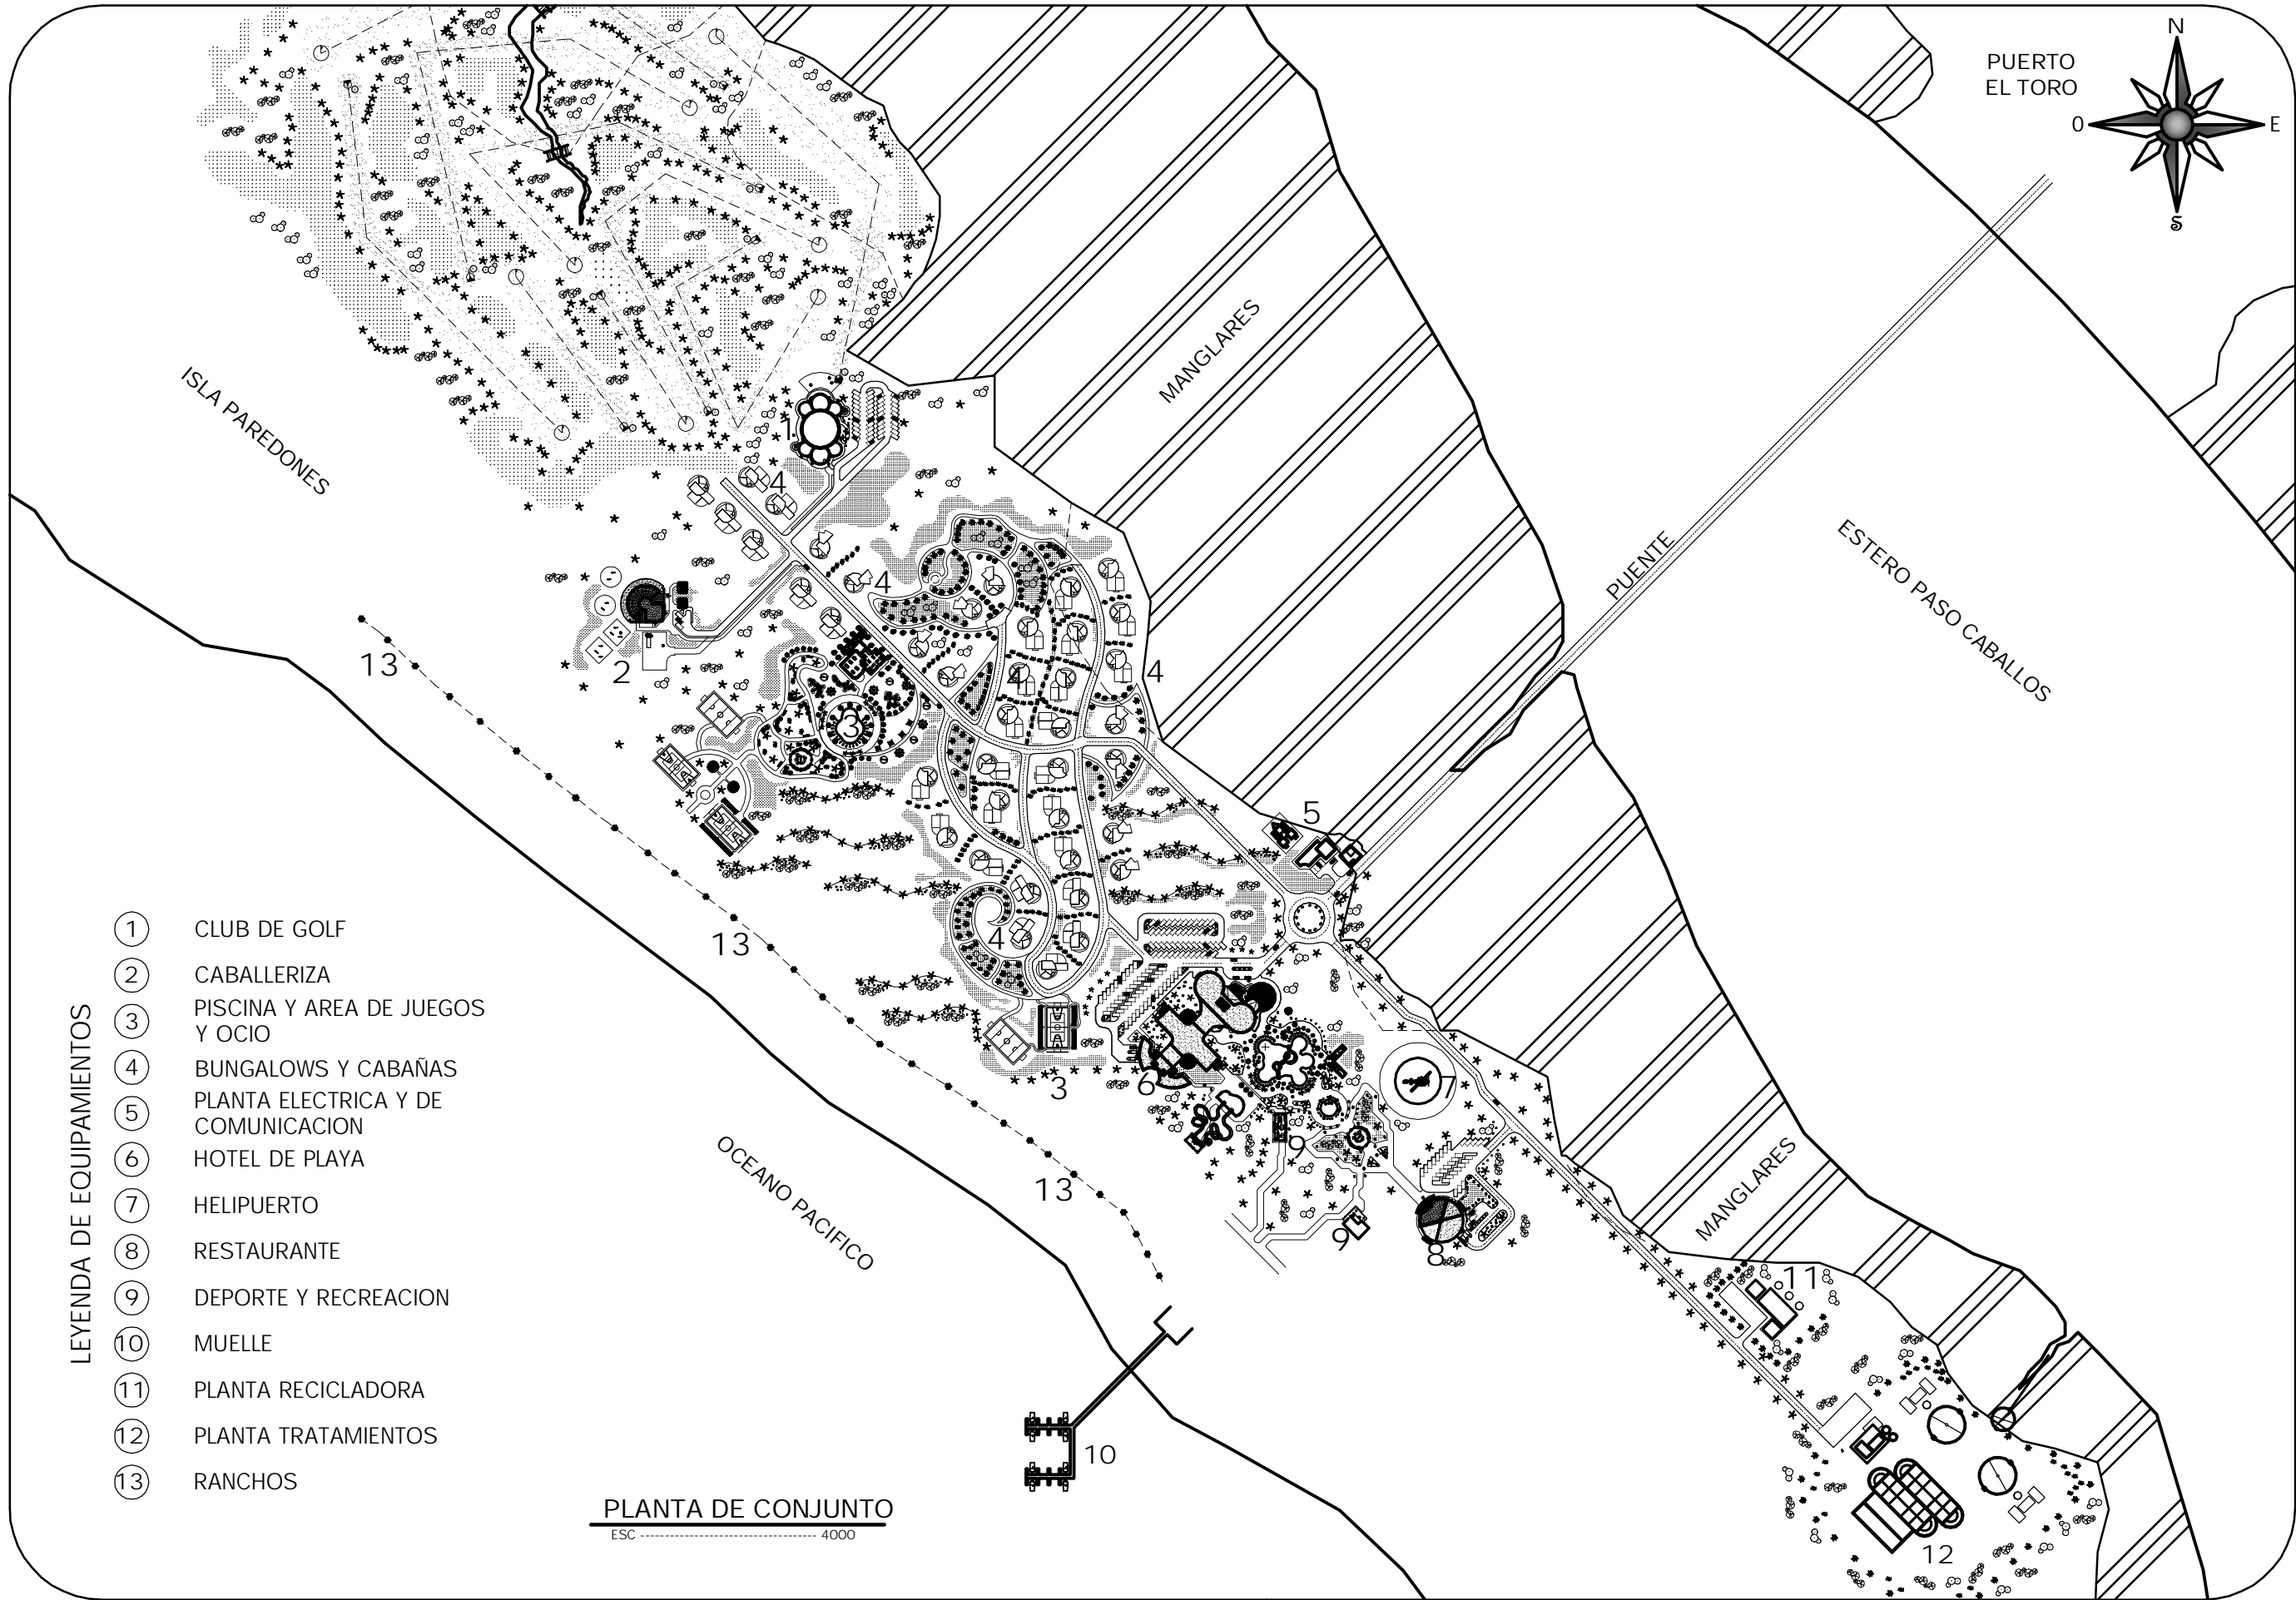 N
PUERTO
EL TORO
O
E
S
MANGLARES
ISLA PAREDONES
PUENTE
ESTERO PASO CABALLOS
1
4
4
13
2
4
4
3
5
4
13
3
6
7
9
13
9
8
MANGLARES
OCEANO PACIFICO
11
10
12
LEYENDA DE EQUIPAMIENTOS
1 CLUB DE GOLF
2 CABALLERIZA
3 PISCINA Y AREA DE JUEGOS
Y OCIO
4 BUNGALOWS Y CABAÑAS
5 PLANTA ELECTRICA Y DE
COMUNICACION
6 HOTEL DE PLAYA
7 HELIPUERTO
8 RESTAURANTE
9 DEPORTE Y RECREACION
10 MUELLE
11 PLANTA RECICLADORA
12 PLANTA TRATAMIENTOS
13 RANCHOS
PLANTA DE CONJUNTO
ESC ------------------------------- 4000